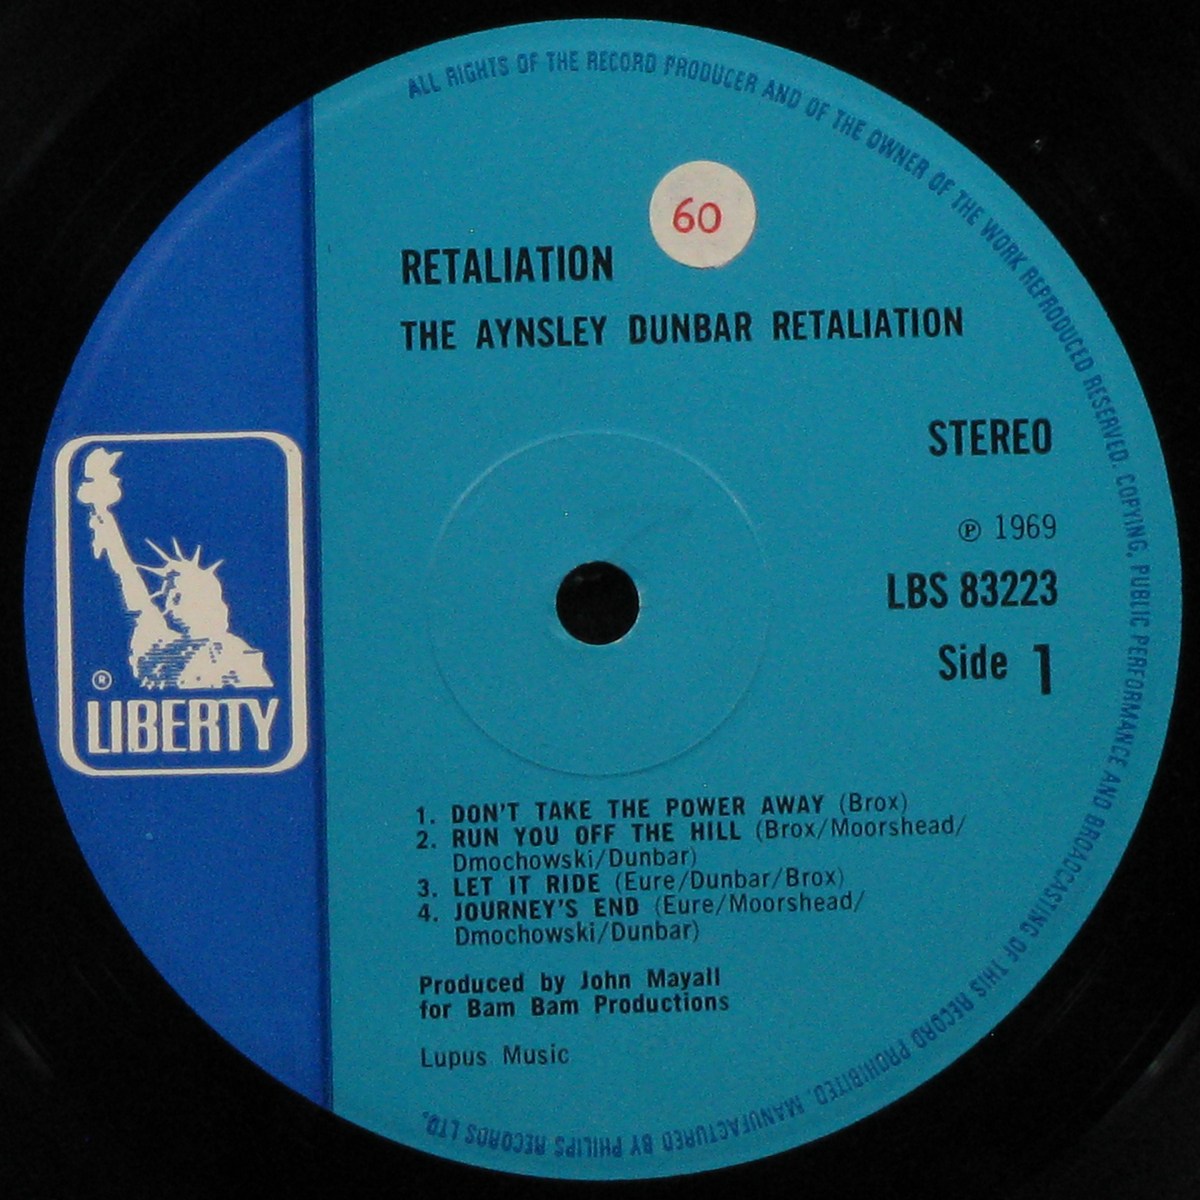 ALL RIGHTS OF THE RECORD PRODUCER AND OF THE OWNER OF THE WORK REPRODUCED RESERVED. COPYING, PUBLIC PERFORMANCE AND BROADCASTING OF THIS RECORD PROHIBITED. MANUFACTURED BY PHILIPS RECORDS LTD.
60
RETALIATION
THE AYNSLEY DUNBAR RETALIATION
STEREO
℗ 1969
LBS 83223
Side 1
®
LIBERTY
1. DON'T TAKE THE POWER AWAY (Brox)
2. RUN YOU OFF THE HILL (Brox/Moorshead/
Dmochowski/Dunbar)
3. LET IT RIDE (Eure/Dunbar/Brox)
4. JOURNEY'S END (Eure/Moorshead/
Dmochowski/Dunbar)
Produced by John Mayall
for Bam Bam Productions
Lupus Music